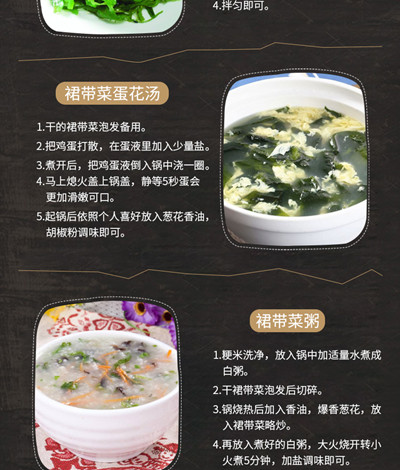 4.拌匀即可。
裙带菜蛋花汤
1.干的裙带菜泡发备用。
2.把鸡蛋打散，在蛋液里加入少量盐。
3.煮开后，把鸡蛋液倒入锅中浇一圈。
4.马上熄火盖上锅盖，静等5秒蛋会
更加滑嫩可口。
5.起锅后依照个人喜好放入葱花香油，
胡椒粉调味即可。
裙带菜粥
1.粳米洗净，放入锅中加适量水煮成
白粥。
2.干裙带菜泡发后切碎。
3.锅烧热后加入香油，爆香葱花，放
入裙带菜略炒。
4.再放入煮好的白粥，大火烧开转小
火煮5分钟，加盐调味即可。